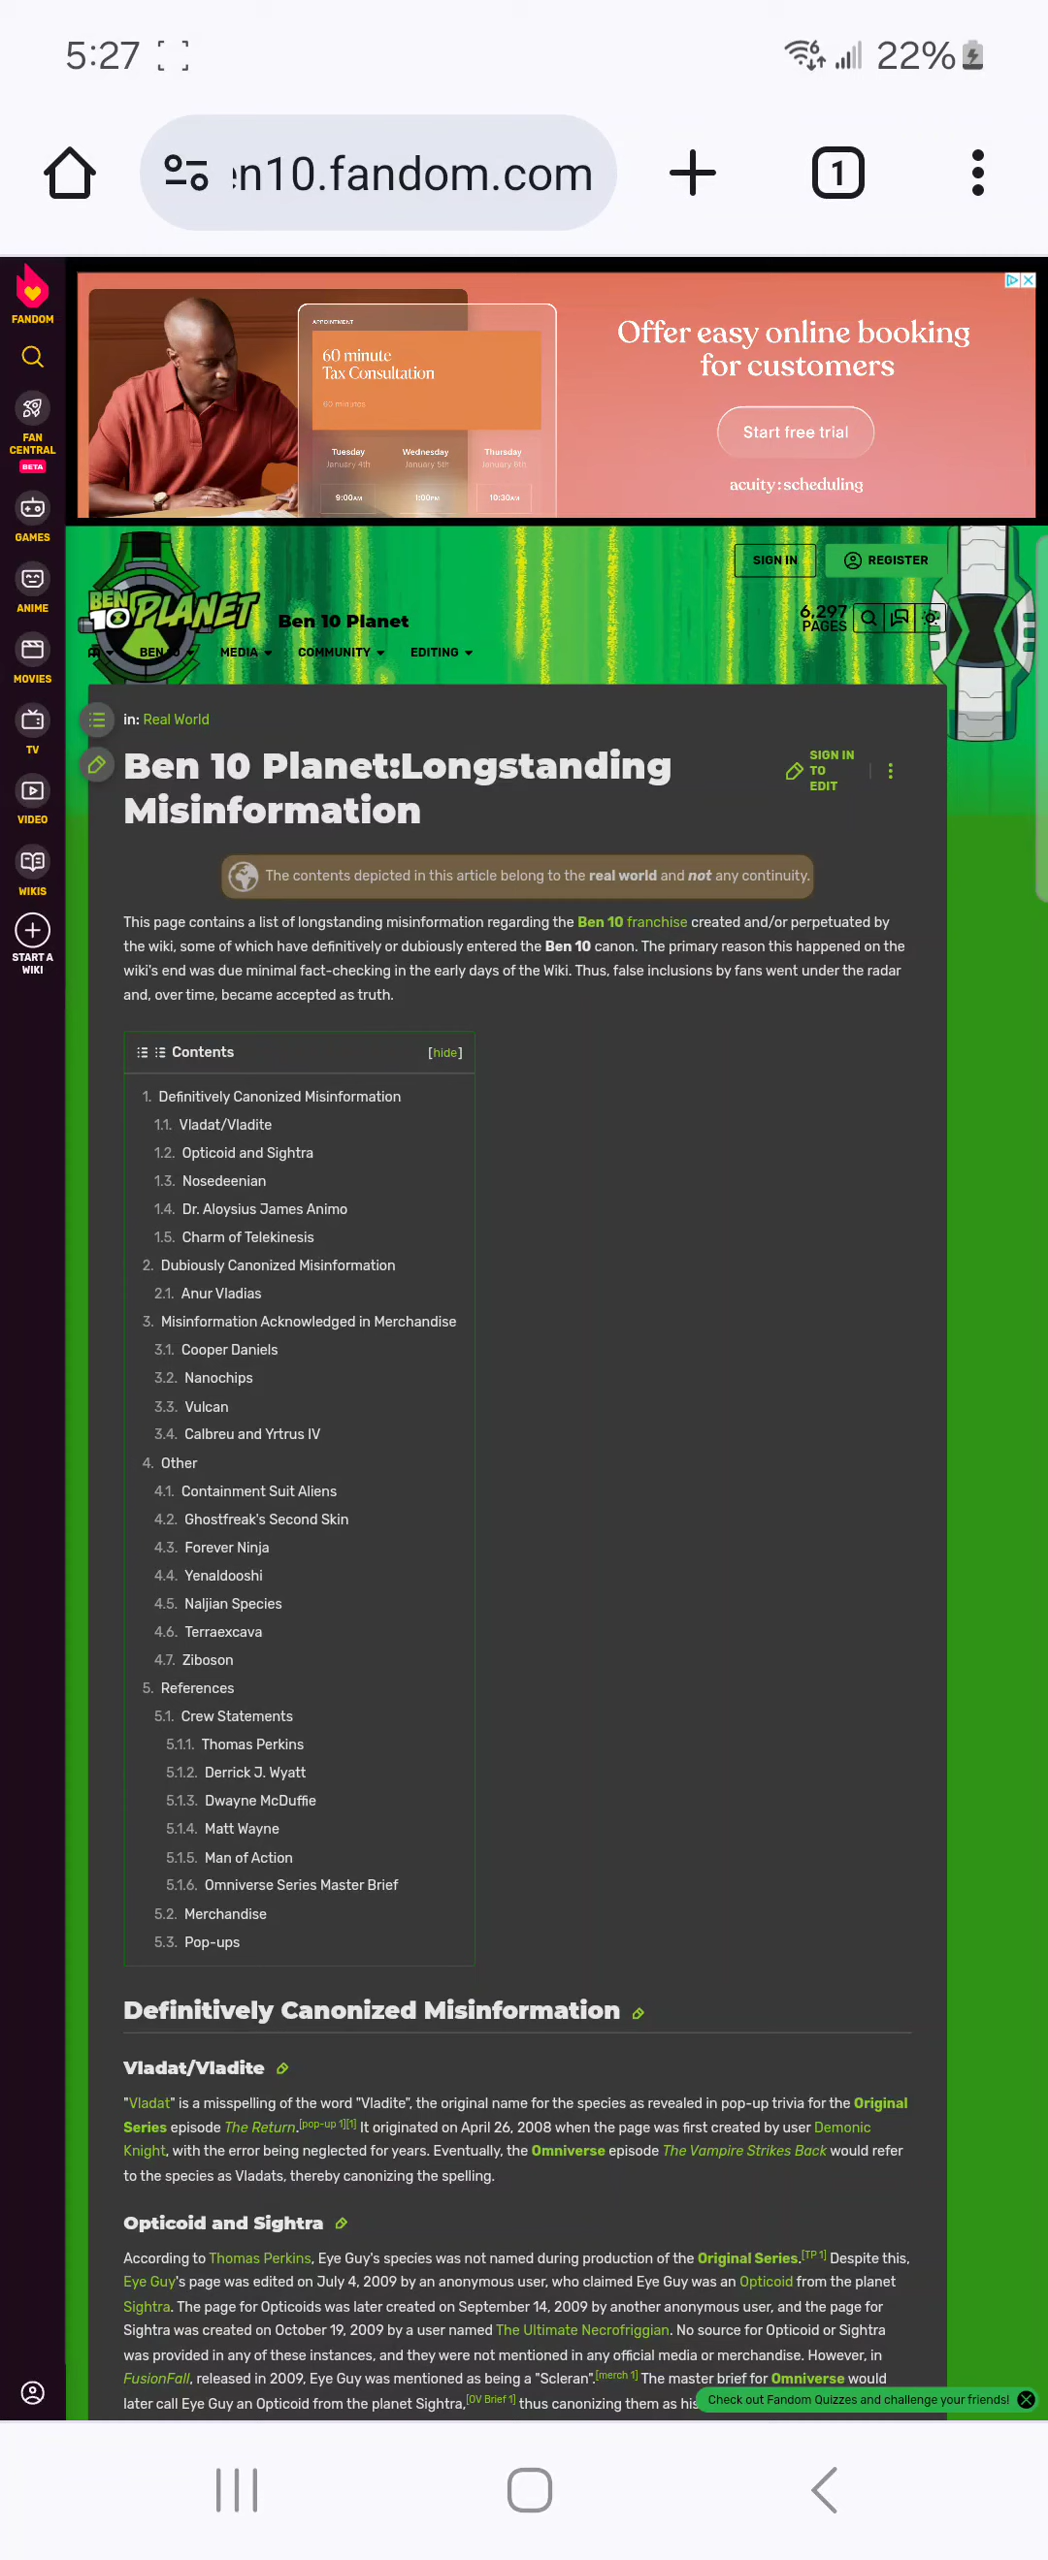 5:27
22%
en10.fandom.com
1
FANDOM
FAN
CENTRAL
BETA
GAMES
ANIME
MOVIES
TV
VIDEO
WIKIS
START A
WIKI
APPOINTMENT
60 minute
Tax Consultation
60 minutes
Tuesday
January 4th
Wednesday
January 5th
Thursday
January 6th
9:00AM
1:00PM
10:30AM
Offer easy online booking
for customers
Start free trial
acuity:scheduling
SIGN IN
REGISTER
BEN
10 PLANET
Ben 10 Planet
6,297
PAGES
BEN 10
MEDIA
COMMUNITY
EDITING
in: Real World
Ben 10 Planet:Longstanding
Misinformation
SIGN IN
TO
EDIT
The contents depicted in this article belong to the real world and not any continuity.
This page contains a list of longstanding misinformation regarding the Ben 10 franchise created and/or perpetuated by
the wiki, some of which have definitively or dubiously entered the Ben 10 canon. The primary reason this happened on the
wiki's end was due minimal fact-checking in the early days of the Wiki. Thus, false inclusions by fans went under the radar
and, over time, became accepted as truth.
Contents [hide]
1. Definitively Canonized Misinformation
1.1. Vladat/Vladite
1.2. Opticoid and Sightra
1.3. Nosedeenian
1.4. Dr. Aloysius James Animo
1.5. Charm of Telekinesis
2. Dubiously Canonized Misinformation
2.1. Anur Vladias
3. Misinformation Acknowledged in Merchandise
3.1. Cooper Daniels
3.2. Nanochips
3.3. Vulcan
3.4. Calbreu and Yrtrus IV
4. Other
4.1. Containment Suit Aliens
4.2. Ghostfreak's Second Skin
4.3. Forever Ninja
4.4. Yenaldooshi
4.5. Naljian Species
4.6. Terraexcava
4.7. Ziboson
5. References
5.1. Crew Statements
5.1.1. Thomas Perkins
5.1.2. Derrick J. Wyatt
5.1.3. Dwayne McDuffie
5.1.4. Matt Wayne
5.1.5. Man of Action
5.1.6. Omniverse Series Master Brief
5.2. Merchandise
5.3. Pop-ups
Definitively Canonized Misinformation
Vladat/Vladite
"Vladat" is a misspelling of the word "Vladite", the original name for the species as revealed in pop-up trivia for the Original
Series episode The Return.[pop-up 1][1] It originated on April 26, 2008 when the page was first created by user Demonic
Knight, with the error being neglected for years. Eventually, the Omniverse episode The Vampire Strikes Back would refer
to the species as Vladats, thereby canonizing the spelling.
Opticoid and Sightra
According to Thomas Perkins, Eye Guy's species was not named during production of the Original Series.[TP 1] Despite this,
Eye Guy's page was edited on July 4, 2009 by an anonymous user, who claimed Eye Guy was an Opticoid from the planet
Sightra. The page for Opticoids was later created on September 14, 2009 by another anonymous user, and the page for
Sightra was created on October 19, 2009 by a user named The Ultimate Necrofriggian. No source for Opticoid or Sightra
was provided in any of these instances, and they were not mentioned in any official media or merchandise. However, in
FusionFall, released in 2009, Eye Guy was mentioned as being a "Scleran".[merch 1] The master brief for Omniverse would
later call Eye Guy an Opticoid from the planet Sightra,[OV Brief 1] thus canonizing them as his
Check out Fandom Quizzes and challenge your friends!